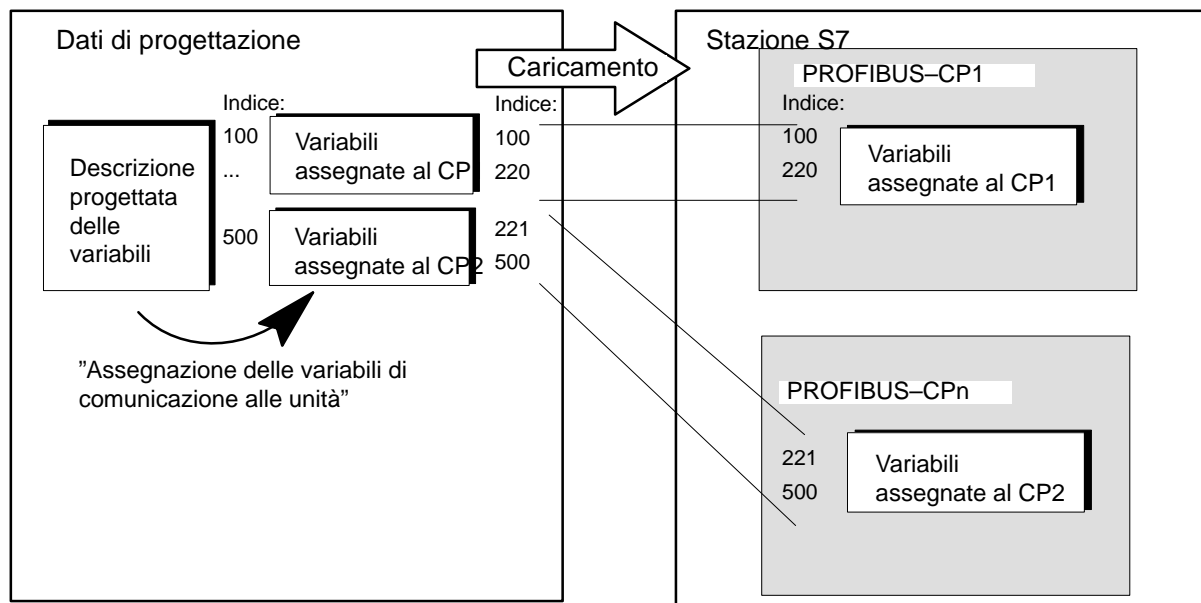 Dati di progettazione
Caricamento
Stazione S7
Indice:
100
...
500
Descrizione
progettata
delle
variabili
Variabili
assegnate al CP
Variabili
assegnate al CP2
Indice:
100
220
221
500
"Assegnazione delle variabili di
comunicazione alle unità"
PROFIBUS–CP1
Indice:
100
220
Variabili
assegnate al CP1
PROFIBUS–CPn
221
500
Variabili
assegnate al CP2